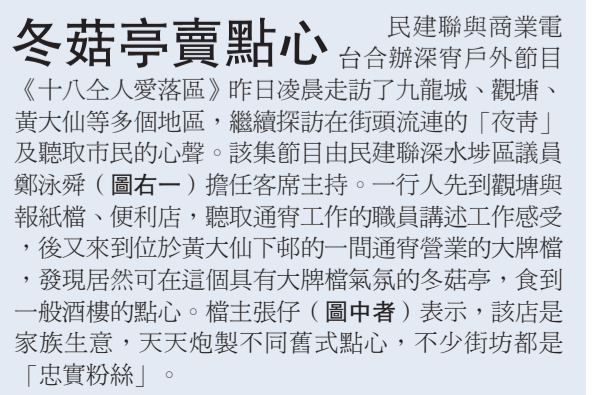 冬菇亭賣點心
民建聯與商業電
台合辦深宵戶外節目
《十八仝人愛落區》昨日凌晨走訪了九龍城、觀塘、
黃大仙等多個地區，繼續探訪在街頭流連的「夜青」
及聽取市民的心聲。該集節目由民建聯深水埗區議員
鄭泳舜（圖右一）擔任客席主持。一行人先到觀塘與
報紙檔、便利店，聽取通宵工作的職員講述工作感受
，後又來到位於黃大仙下邨的一間通宵營業的大牌檔
，發現居然可在這個具有大牌檔氣氛的冬菇亭，食到
一般酒樓的點心。檔主張仔（圖中者）表示，該店是
家族生意，天天炮製不同舊式點心，不少街坊都是
「忠實粉絲」。